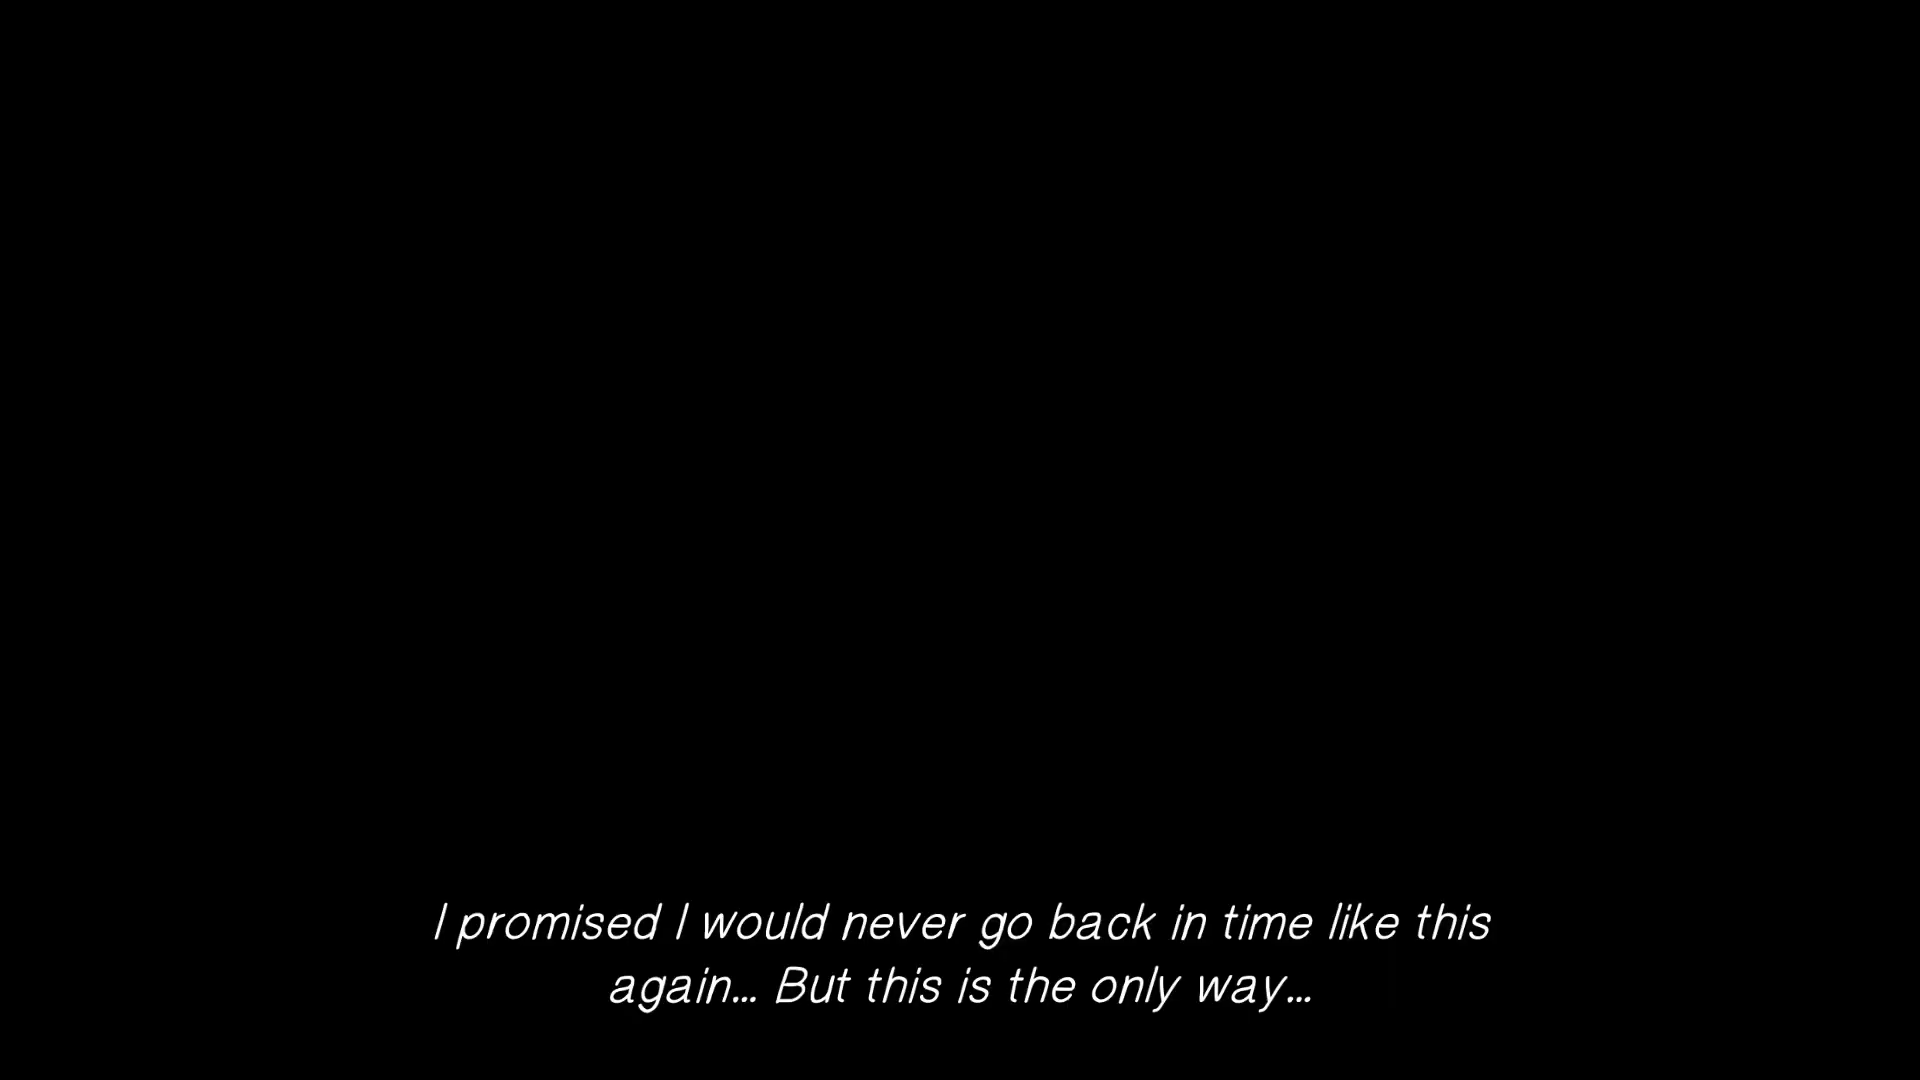 I promised I would never go back in time like this
again... But this is the only way...